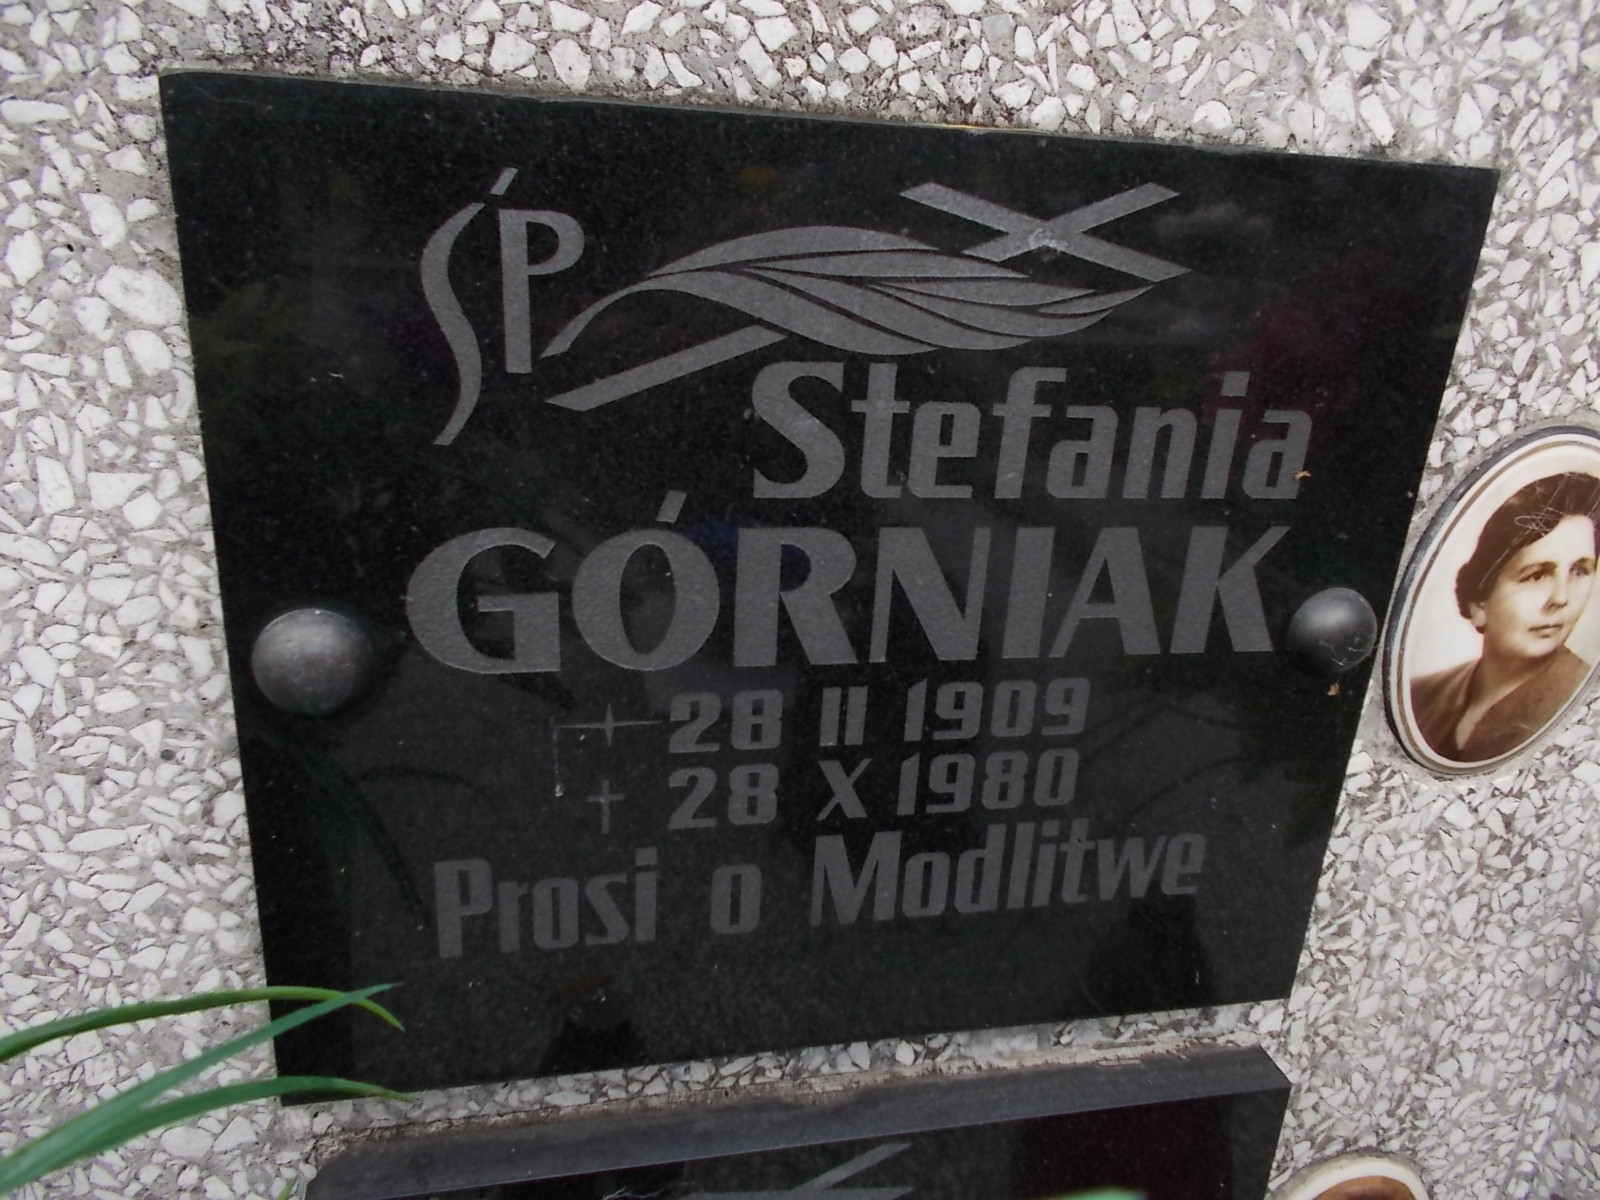 ŚP
Stefania
GÓRNIAK
28 II 1909
28 X 1980
Prosi o Modlitwe